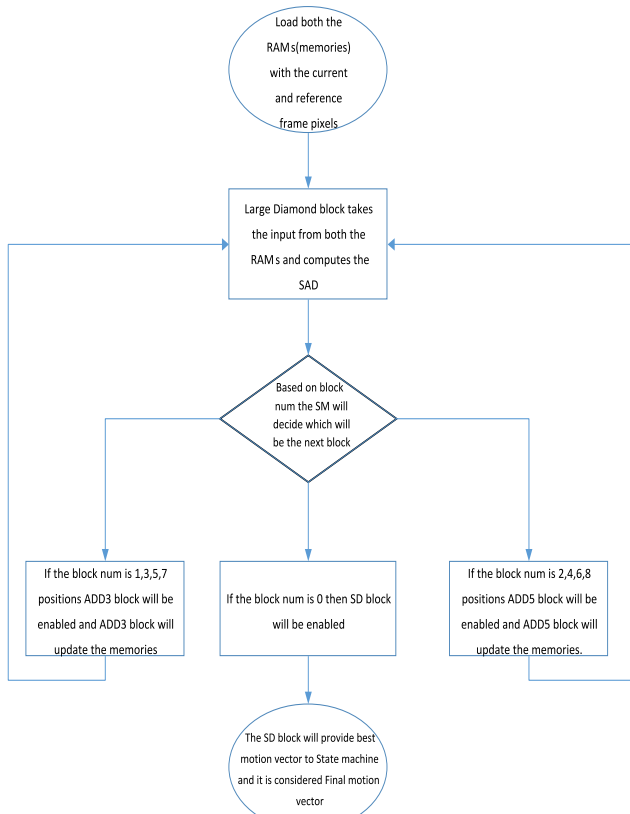 Load both the
RAMs(memories)
with the current
and reference
frame pixels
Large Diamond block takes
the input from both the
RAMs and computes the
SAD
Based on block
num the SM will
decide which will
be the next block
If the block num is 1,3,5,7
positions ADD3 block will be
enabled and ADD3 block will
update the memories
If the block num is 0 then SD block
will be enabled
If the block num is 2,4,6,8
positions ADD5 block will be
enabled and ADD5 block will
update the memories.
The SD block will provide best
motion vector to State machine
and it is considered Final motion
vector